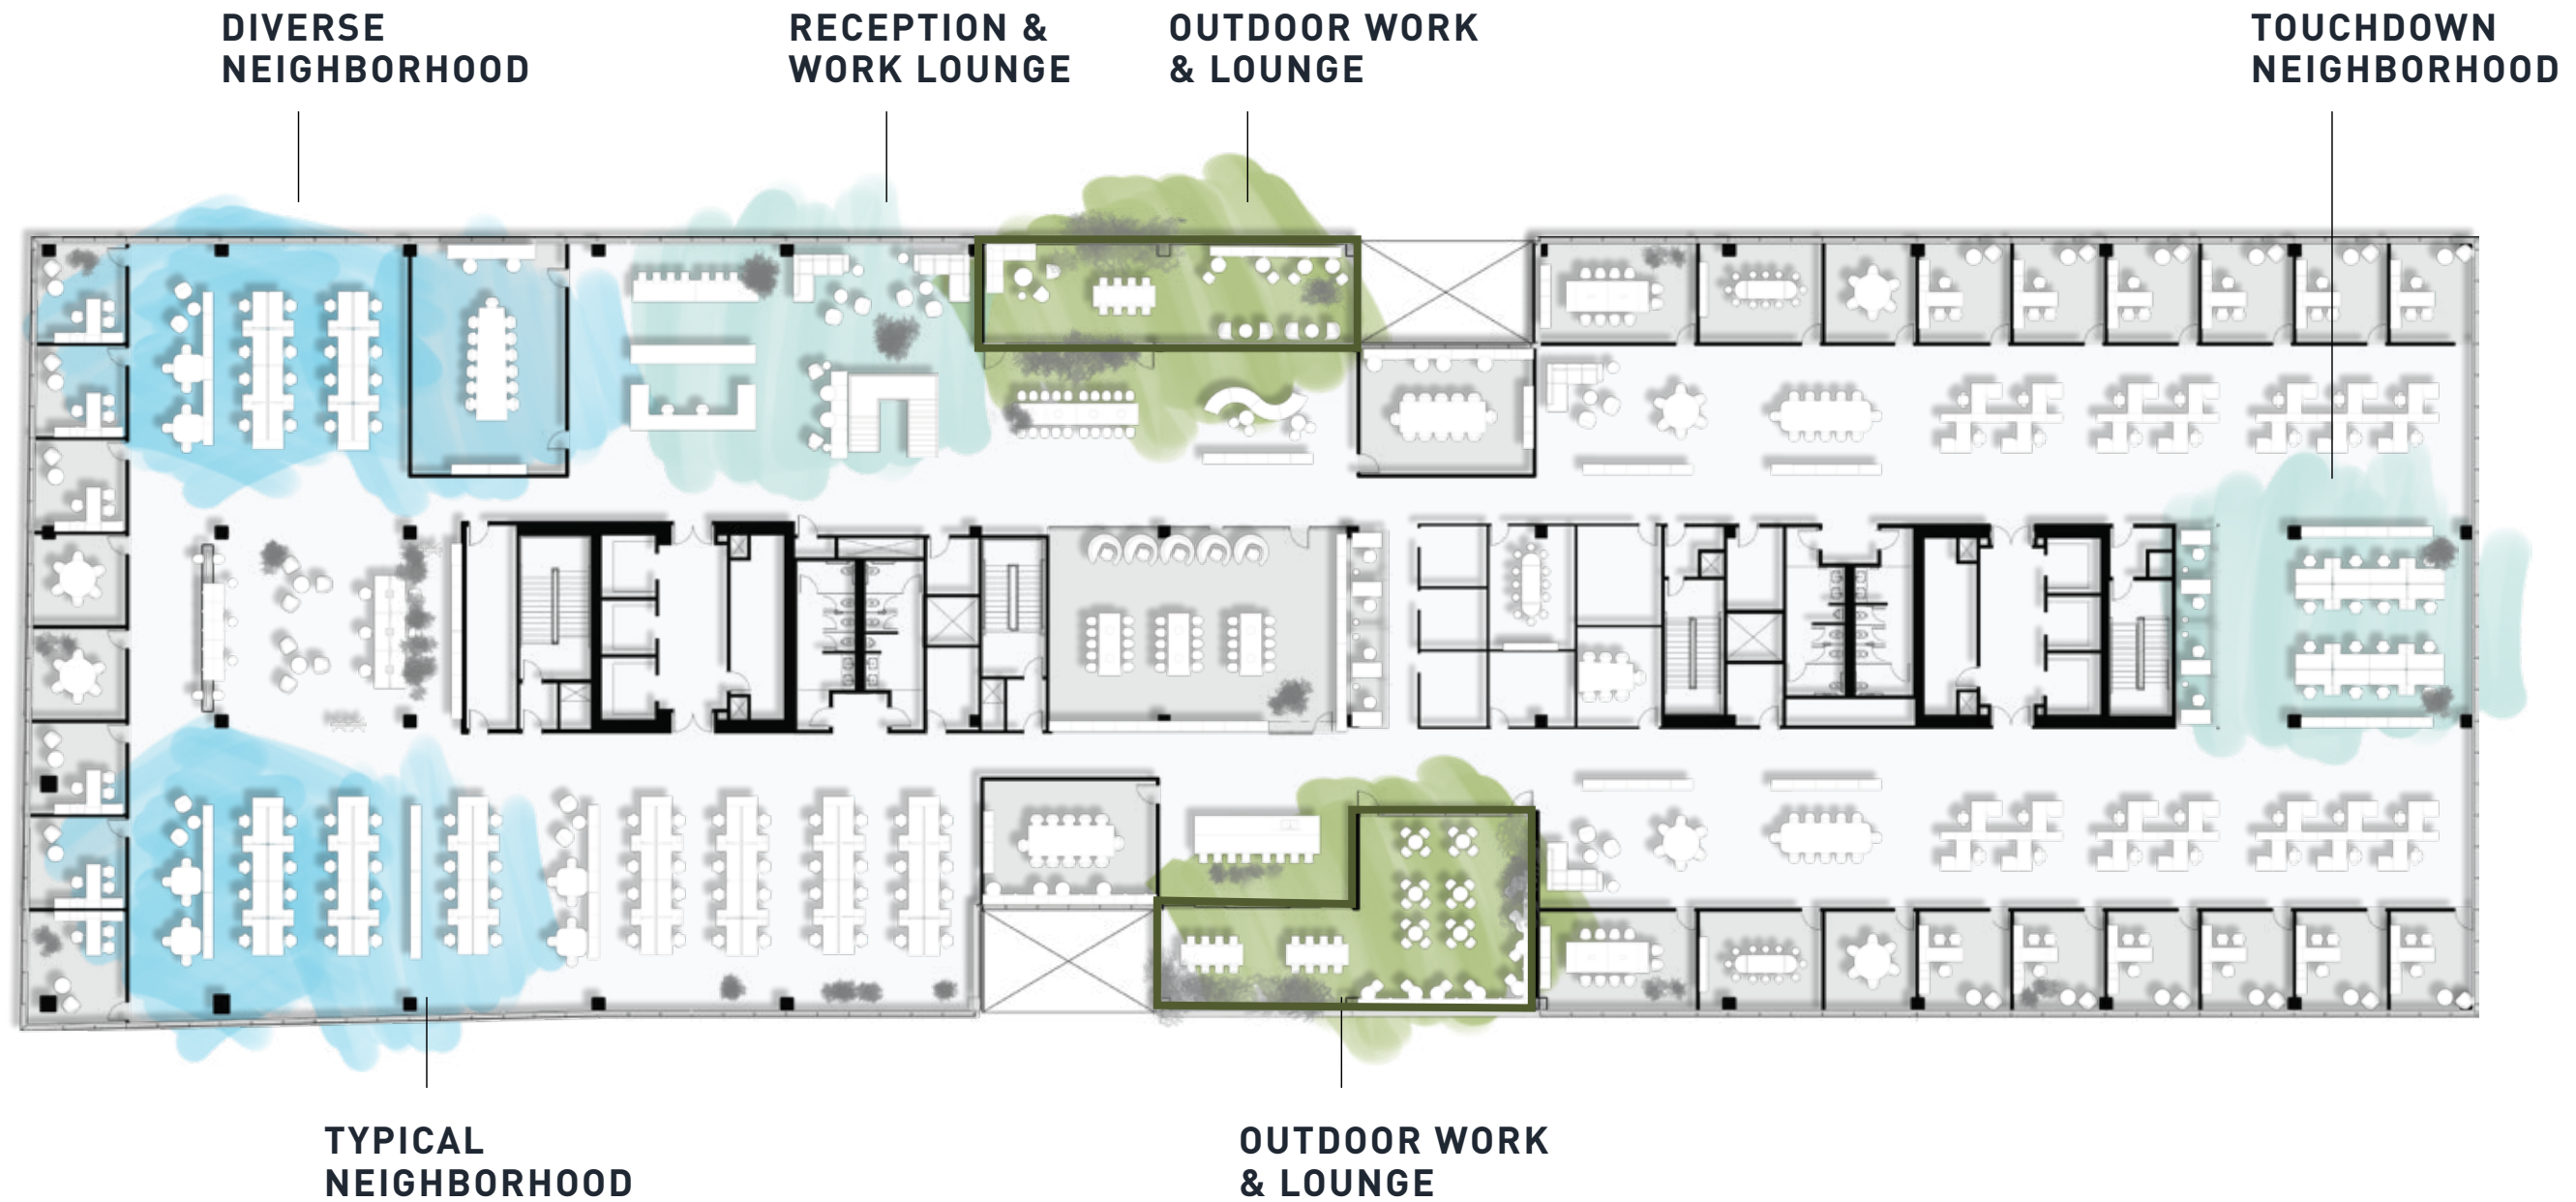 DIVERSE
NEIGHBORHOOD
RECEPTION &
WORK LOUNGE
OUTDOOR WORK
& LOUNGE
TOUCHDOWN
NEIGHBORHOOD
TYPICAL
NEIGHBORHOOD
OUTDOOR WORK
& LOUNGE